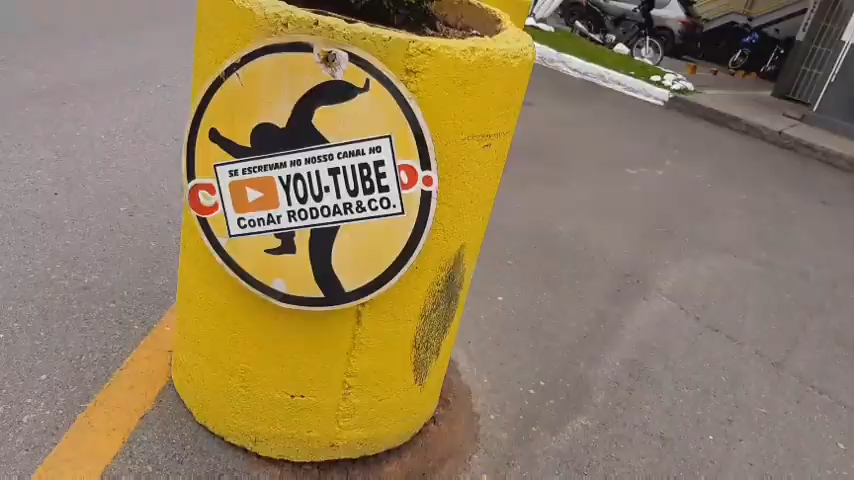 SE ESCREVAM NO NOSSO CANAL NO
YOU-TUBE
ConAr RODOAR&CO.